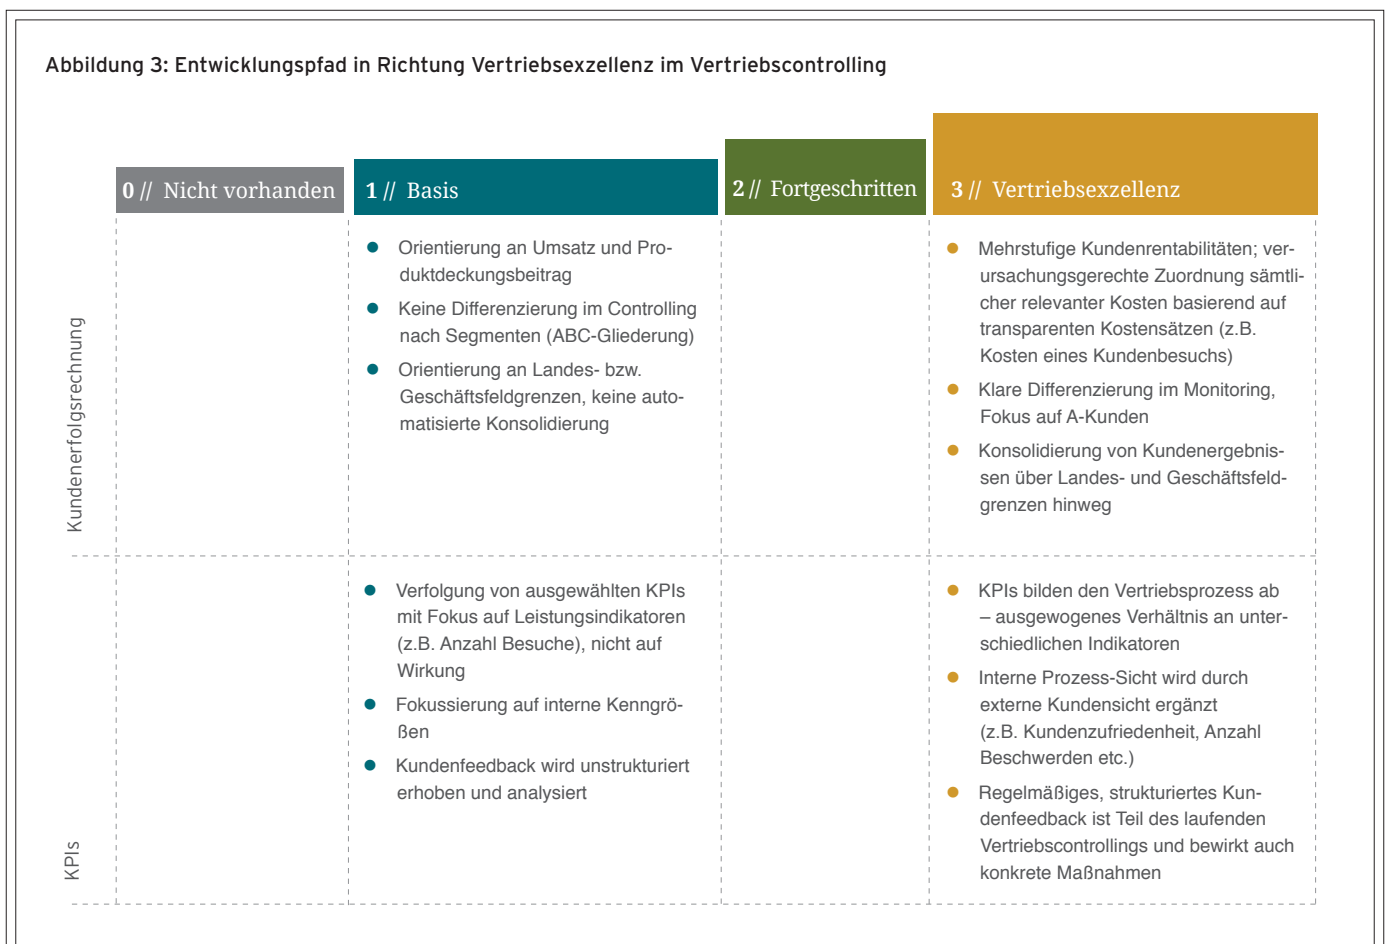 Abbildung 3: Entwicklungspfad in Richtung Vertriebsexzellenz im Vertriebscontrolling
0 // Nicht vorhanden
1 // Basis
2 // Fortgeschritten
3 // Vertriebsexzellenz
Kundenerfolgsrechnung
Orientierung an Umsatz und Pro-
duktdeckungsbeitrag
Keine Differenzierung im Controlling
nach Segmenten (ABC-Gliederung)
Orientierung an Landes- bzw.
Geschäftsfeldgrenzen, keine auto-
matisierte Konsolidierung
Mehrstufige Kundenrentabilitäten; ver-
ursachungsgerechte Zuordnung sämtli-
cher relevanter Kosten basierend auf
transparenten Kostensätzen (z.B.
Kosten eines Kundenbesuchs)
Klare Differenzierung im Monitoring,
Fokus auf A-Kunden
Konsolidierung von Kundenergebnis-
sen über Landes- und Geschäftsfeld-
grenzen hinweg
KPIs
Verfolgung von ausgewählten KPIs
mit Fokus auf Leistungsindikatoren
(z.B. Anzahl Besuche), nicht auf
Wirkung
Fokussierung auf interne Kenngrö-
ßen
Kundenfeedback wird unstrukturiert
erhoben und analysiert
KPIs bilden den Vertriebsprozess ab
– ausgewogenes Verhältnis an unter-
schiedlichen Indikatoren
Interne Prozess-Sicht wird durch
externe Kundensicht ergänzt
(z.B. Kundenzufriedenheit, Anzahl
Beschwerden etc.)
Regelmäßiges, strukturiertes Kun-
denfeedback ist Teil des laufenden
Vertriebscontrollings und bewirkt auch
konkrete Maßnahmen